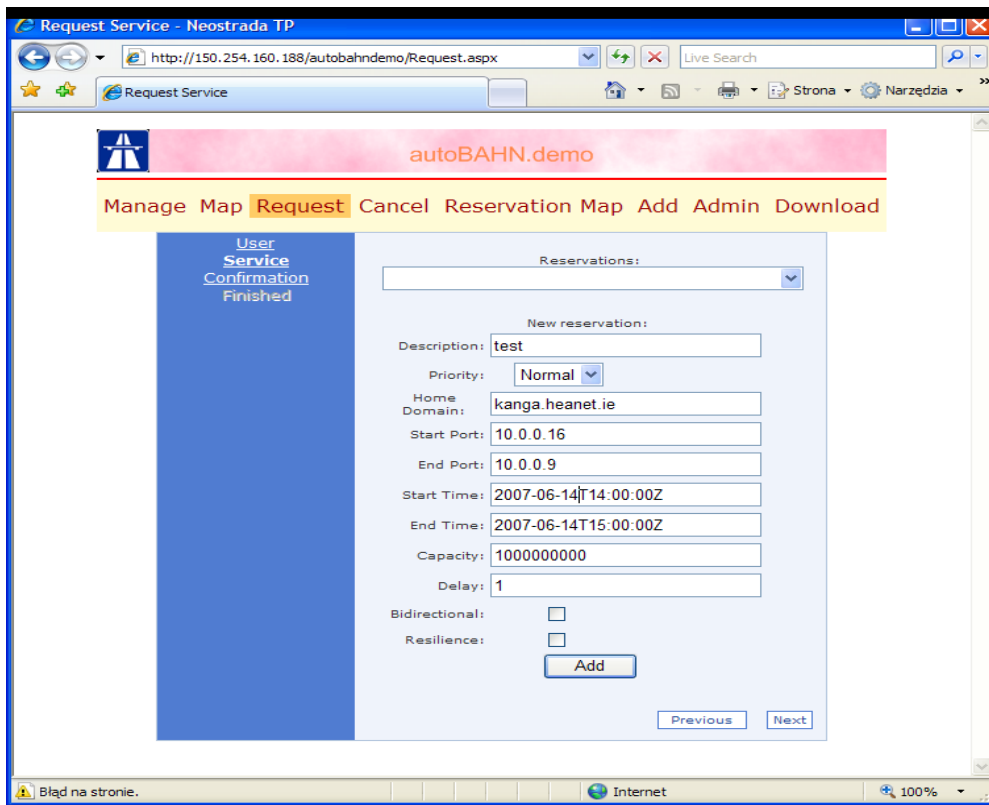 Request Service - Neostrada TP
http://150.254.160.188/autobahndemo/Request.aspx
Live Search
Request Service
Strona
Narzędzia
autoBAHN.demo
Manage Map Request Cancel Reservation Map Add Admin Download
User
Service
Confirmation
Finished
Reservations:
New reservation:
Description: test
Priority: Normal
Home Domain: kanga.heanet.ie
Start Port: 10.0.0.16
End Port: 10.0.0.9
Start Time: 2007-06-14T14:00:00Z
End Time: 2007-06-14T15:00:00Z
Capacity: 1000000000
Delay: 1
Bidirectional:
Resilience:
Add
Previous Next
Błąd na stronie. Internet 100%